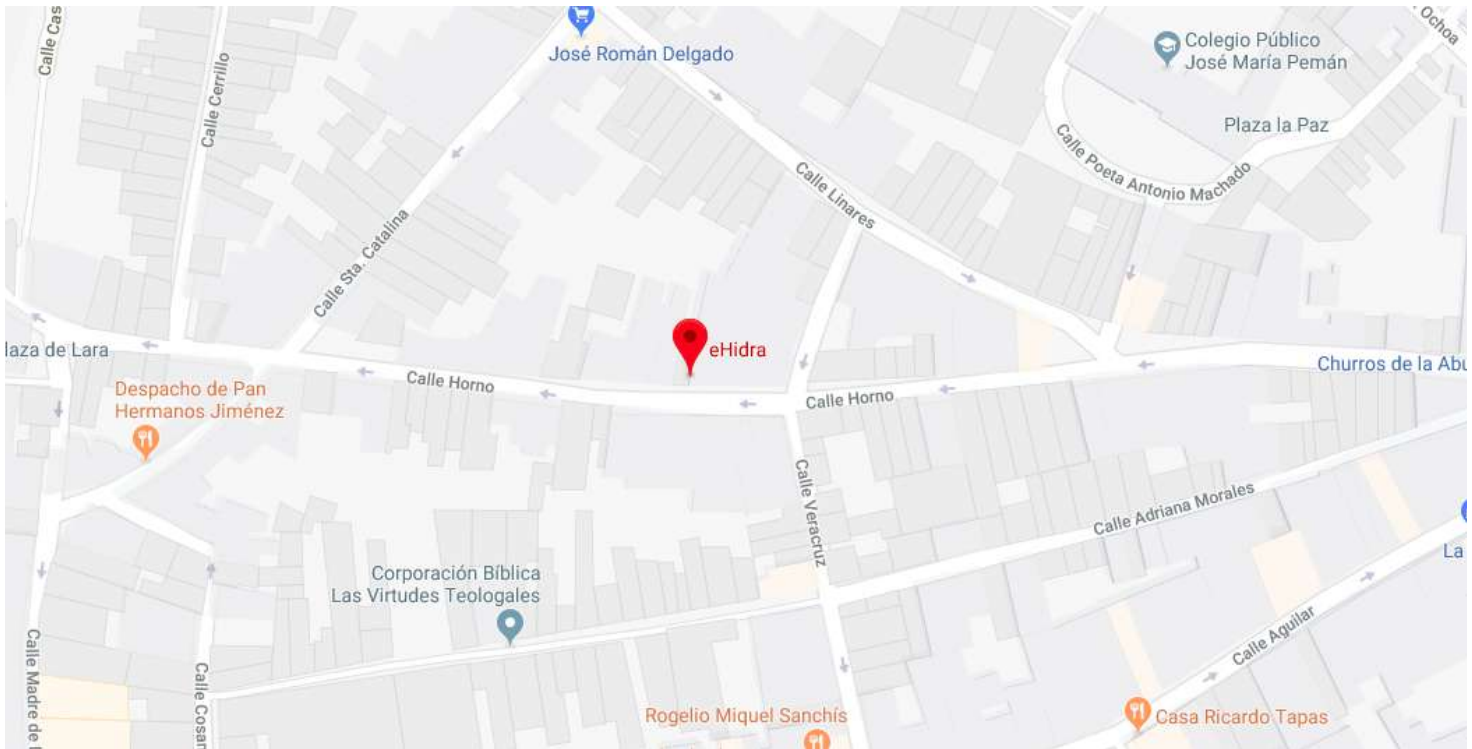 Calle Cas
Calle Cerrillo
José Román Delgado
Colegio Público
José María Pemán
Ochoa
Plaza la Paz
Calle Poeta Antonio Machado
Calle Linares
Calle Sta. Catalina
eHidra
laza de Lara
Calle Horno
Calle Horno
Churros de la Abu
Despacho de Pan
Hermanos Jiménez
Calle Veracruz
Calle Adriana Morales
La
Corporación Bíblica
Las Virtudes Teologales
Calle Aguilar
Calle Madre de
Calle Cosar
Rogelio Miquel Sanchís
Casa Ricardo Tapas